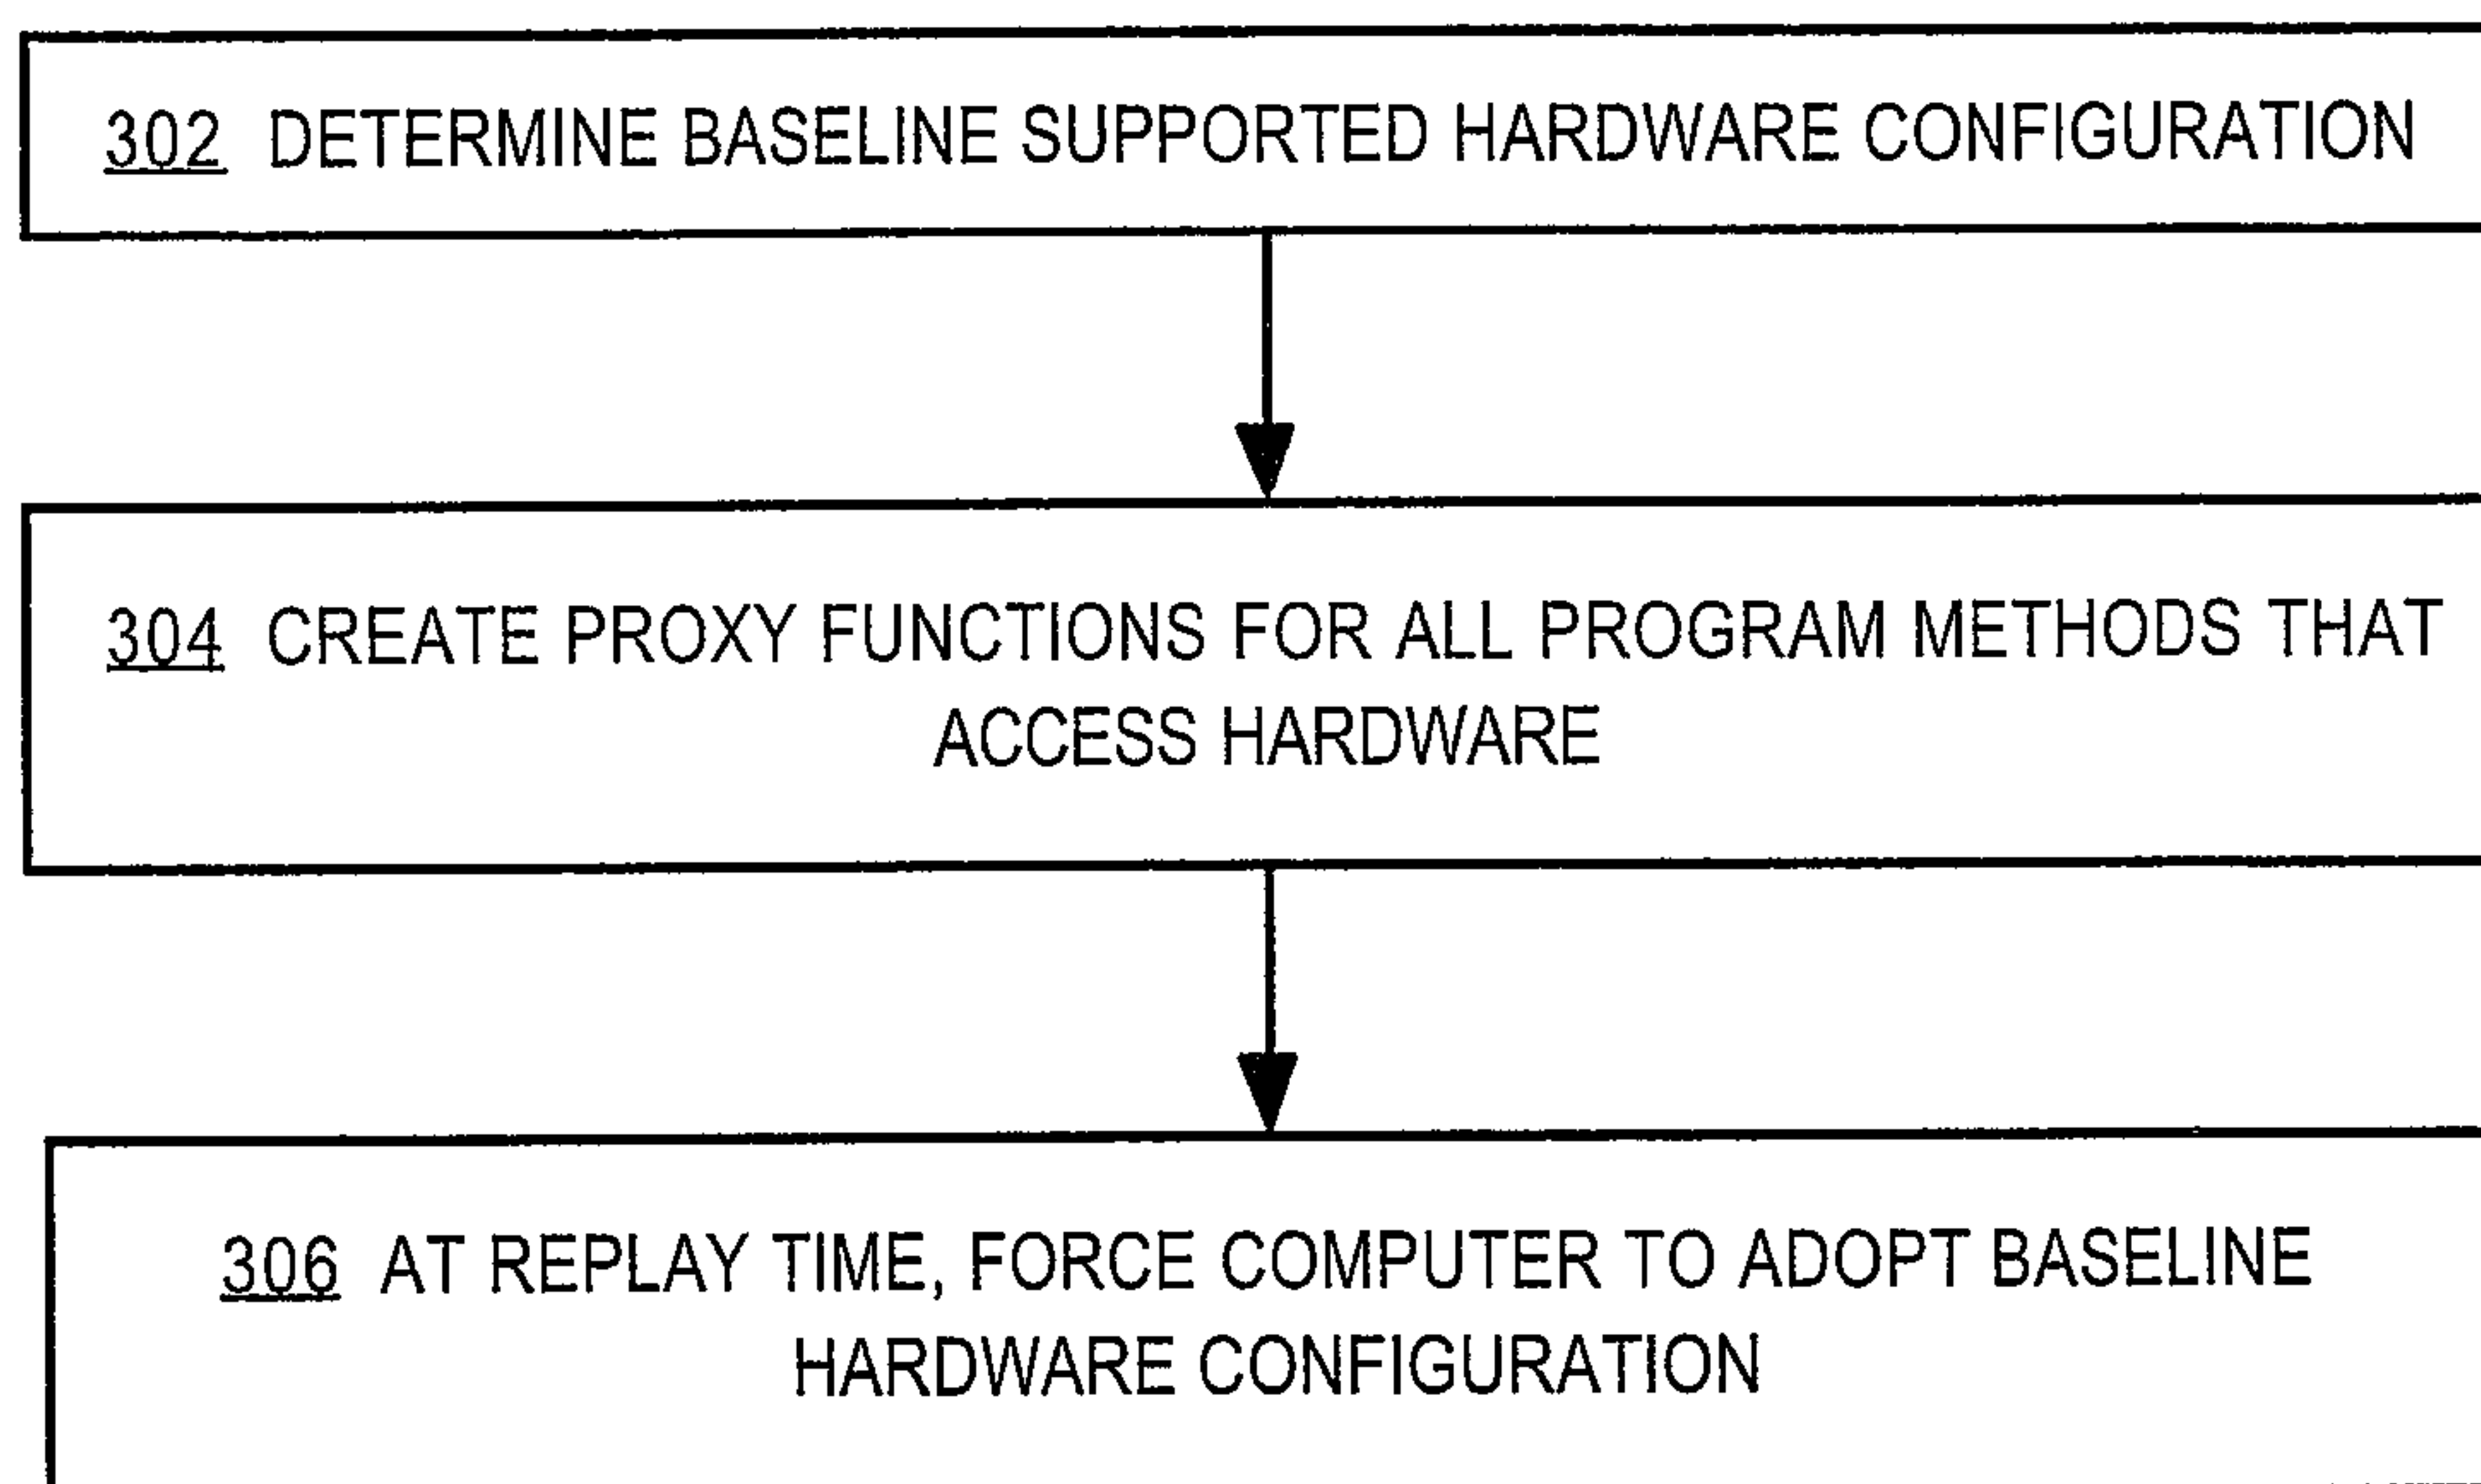 302 DETERMINE BASELINE SUPPORTED HARDWARE CONFIGURATION
304 CREATE PROXY FUNCTIONS FOR ALL PROGRAM METHODS THAT
ACCESS HARDWARE
306 AT REPLAY TIME, FORCE COMPUTER TO ADOPT BASELINE
HARDWARE CONFIGURATION